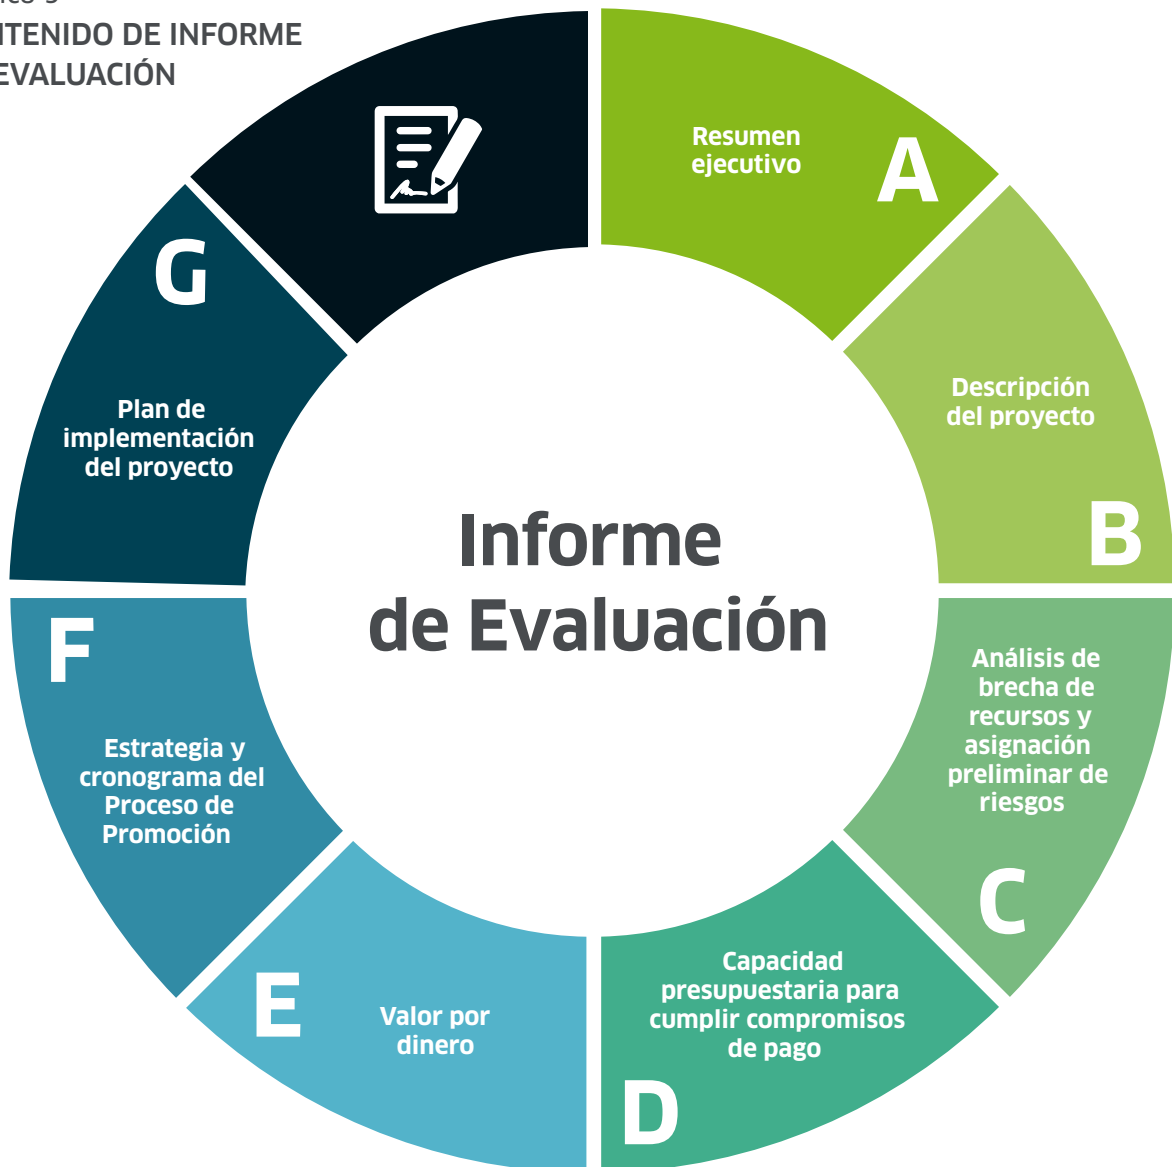 NTENIDO DE INFORME
EVALUACIÓN
Resumen
ejecutivo
A
Descripción
del proyecto
B
Análisis de
brecha de
recursos y
asignación
preliminar de
riesgos
C
Capacidad
presupuestaria para
cumplir compromisos
de pago
D
Valor por
dinero
E
Estrategia y
cronograma del
Proceso de
Promoción
F
Plan de
implementación
del proyecto
G
Informe
de Evaluación